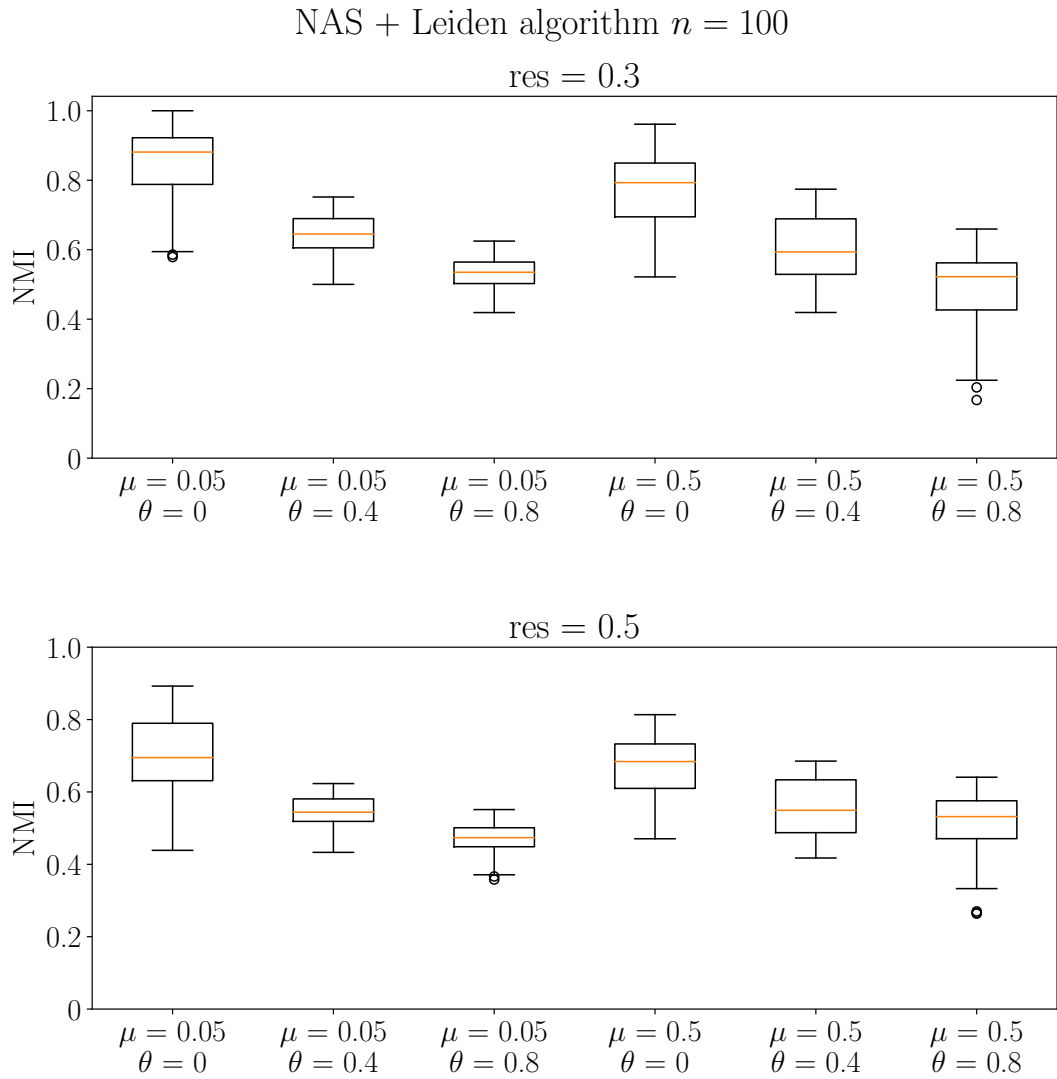 NAS + Leiden algorithm n = 100
res = 0.3
1.0
0.8
0.6
0.4
0.2
0
NMI
μ = 0.05 μ = 0.05 μ = 0.05 μ = 0.5 μ = 0.5 μ = 0.5
θ = 0 θ = 0.4 θ = 0.8 θ = 0 θ = 0.4 θ = 0.8
res = 0.5
1.0
0.8
0.6
0.4
0.2
0
NMI
μ = 0.05 μ = 0.05 μ = 0.05 μ = 0.5 μ = 0.5 μ = 0.5
θ = 0 θ = 0.4 θ = 0.8 θ = 0 θ = 0.4 θ = 0.8